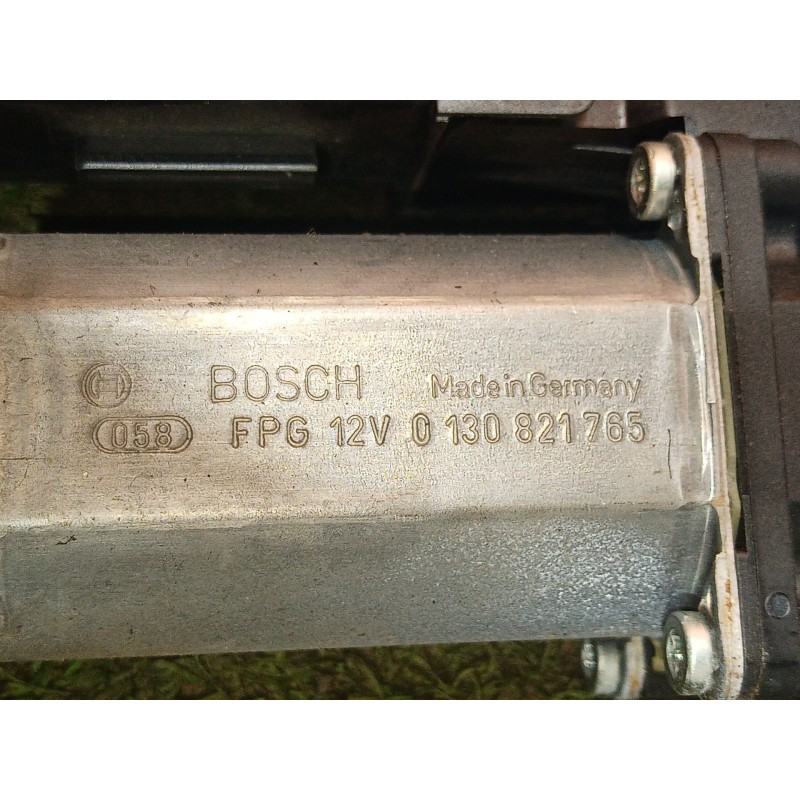 BOSCH Made in Germany
058 FPG 12V 0 130 821 765